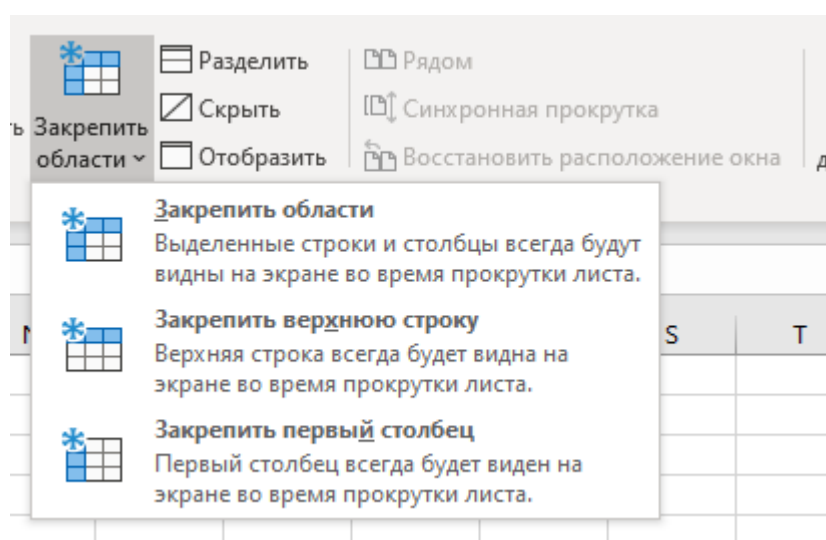 Разделить
Рядом
Скрыть
Синхронная прокрутка
ь Закрепить
области
Отобразить
Восстановить расположение окна
д
Закрепить области
Выделенные строки и столбцы всегда будут
видны на экране во время прокрутки листа.
Закрепить верхнюю строку
Верхняя строка всегда будет видна на
экране во время прокрутки листа.
S T
Закрепить первый столбец
Первый столбец всегда будет виден на
экране во время прокрутки листа.